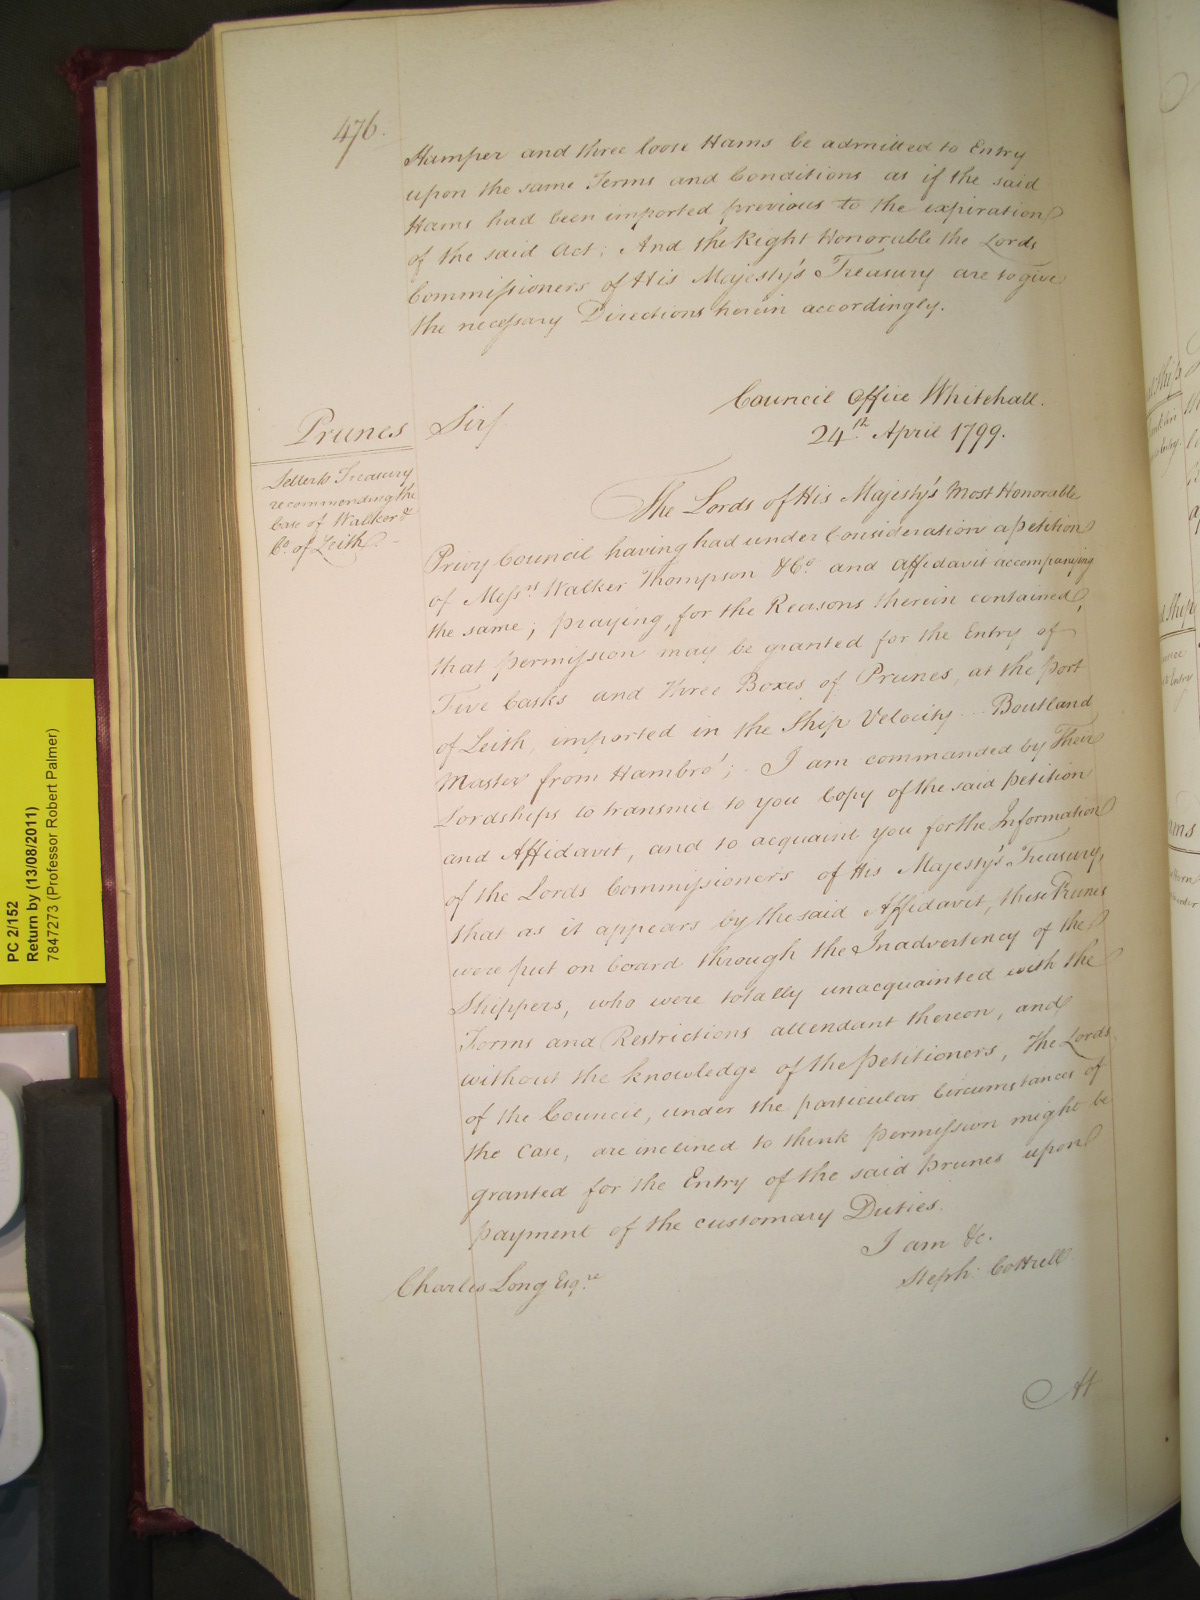 476.
Hamper and three loose Hams be admitted to Entry
upon the same Terms and Conditions as if the said
Hams had been imported previous to the expiration
of the said Act; And the Right Honorable the Lords
Commissioners of His Majesty's Treasury are to give
the necessary Directions herein accordingly.
Council Office Whitehall.
24th April 1799.
Prunes
Letter to Treasury
recommending the
Case of Walker &
Co. of Leith.
Sir/
The Lords of His Majesty's Most Honorable
Privy Council having had under Consideration a Petition
of Messrs. Walker Thompson & Co. and Affidavit accompanying
the same; praying, for the Reasons therein contained,
that permission may be granted for the Entry of
Five Casks and Three Boxes of Prunes, at the port
of Leith, imported in the Ship Velocity Boutland
Master from Hambro'; I am commanded by Their
Lordships to transmit to you Copy of the said Petition
and Affidavit, and to acquaint you for the Information
of the Lords Commissioners of His Majesty's Treasury,
that as it appears by the said Affidavit, these Prunes
were put on board through the Inadvertency of the
Shippers, who were totally unacquainted with the
Forms and Restrictions attendant thereon, and
without the knowledge of the Petitioners, The Lords
of the Council, under the particular Circumstances of
the Case, are inclined to think permission might be
granted for the Entry of the said Prunes upon
payment of the customary Duties.
I am &c.
Steph: Cottrell
Charles Long Esqre.
At
PC 2/152
Return by (13/08/2011)
7847273 (Professor Robert Palmer)